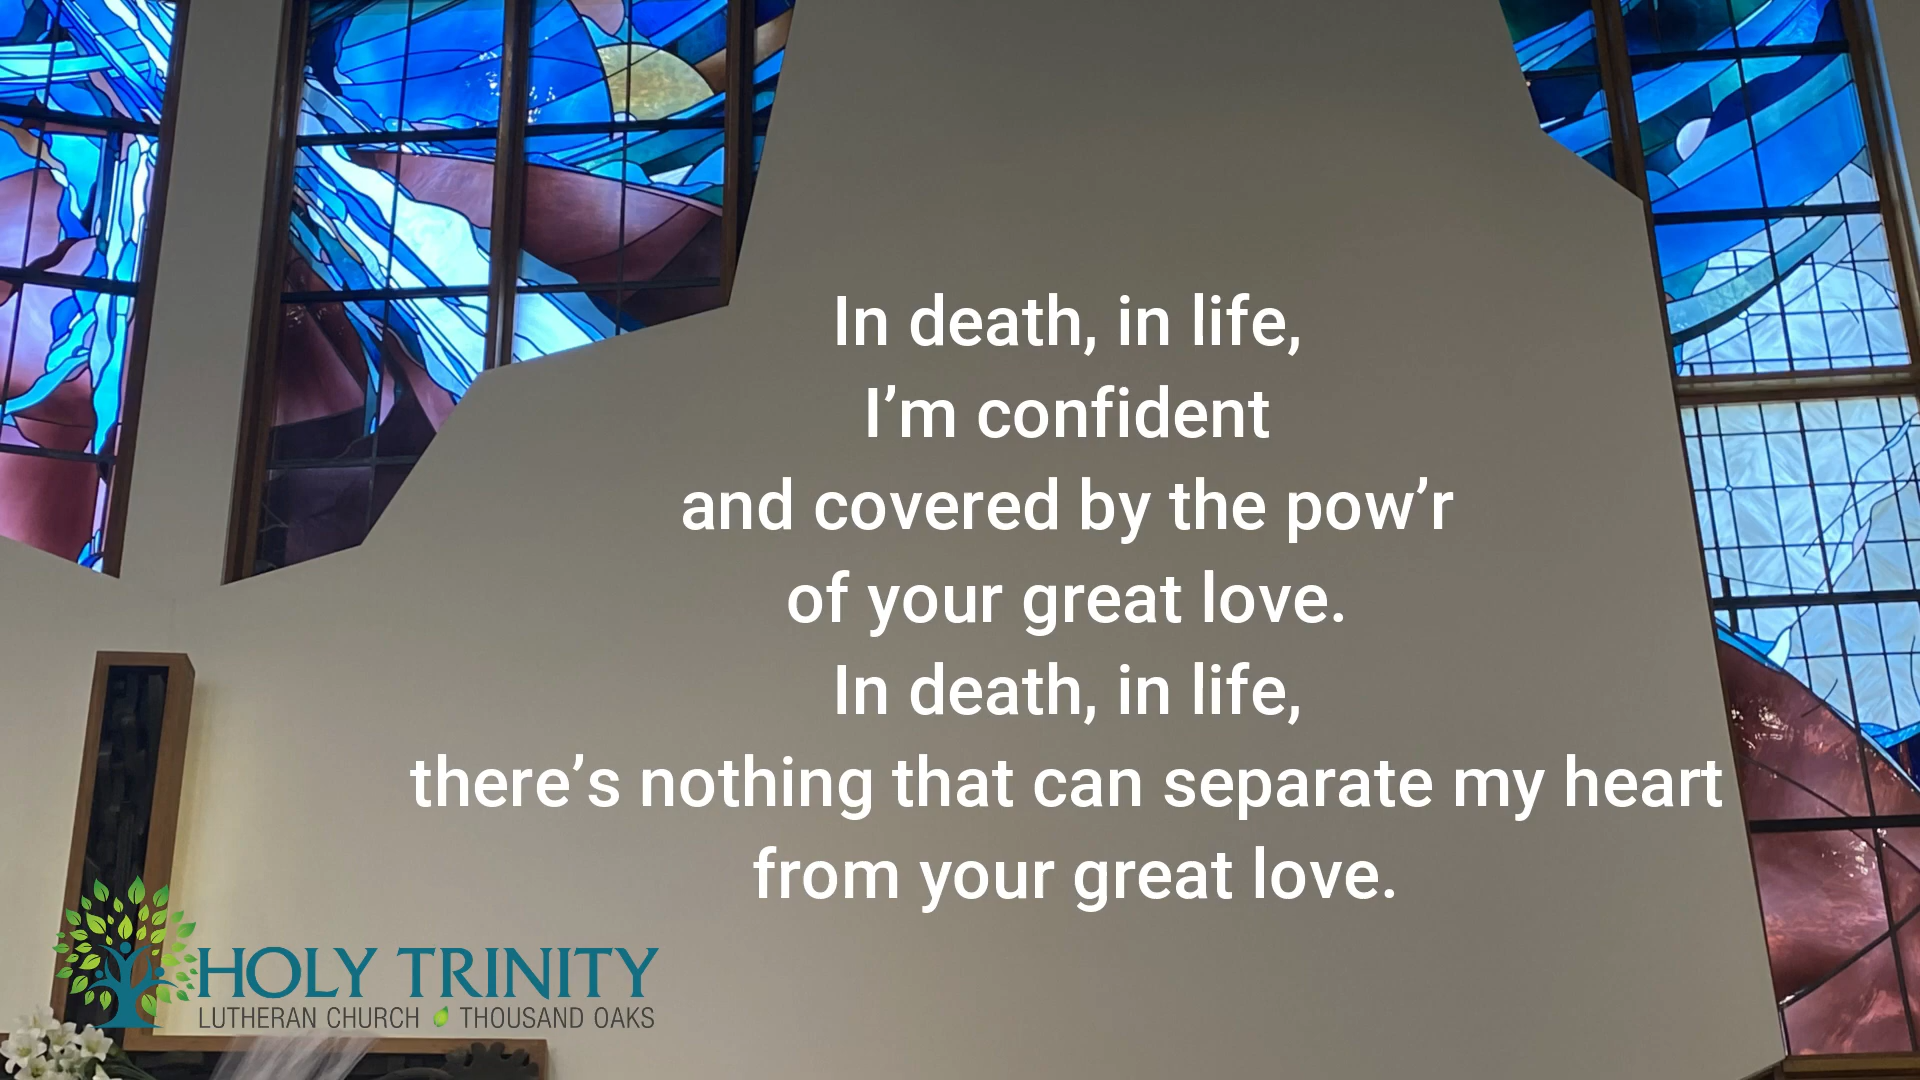 In death, in life,
I’m confident
and covered by the pow’r
of your great love.
In death, in life,
there’s nothing that can separate my heart
from your great love.
HOLY TRINITY
LUTHERAN CHURCH THOUSAND OAKS